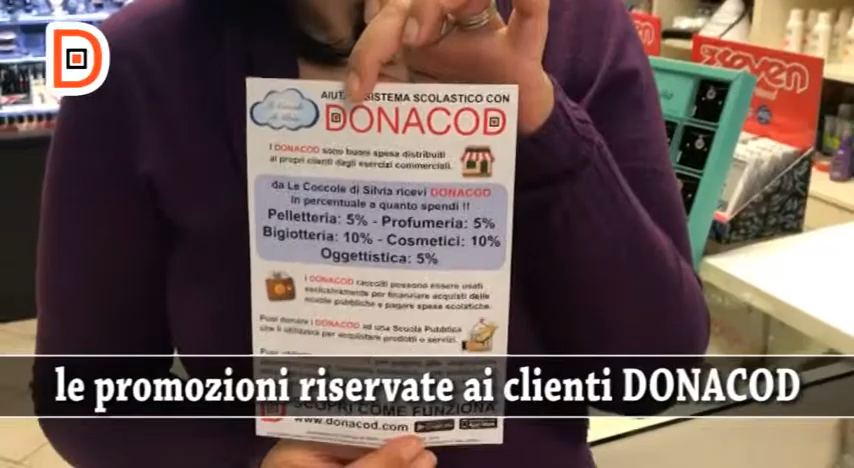 D
Le Coccole di Silvia
SISTEMA SCOLASTICO CON
DONACOD
I DONACOD sono buoni spesa distribuiti
ai propri clienti dagli esercizi commerciali.
da Le Coccole di Silvia ricevi DONACOD
in percentuale a quanto spendi !!
Pelletteria: 5% - Profumeria: 5%
Bigiotteria: 10% - Cosmetici: 10%
Oggettistica: 5%
I DONACOD raccolti possono essere usati
esclusivamente per finanziare acquisti delle
scuole pubbliche e pagare spese scolastiche.
Puoi donare i DONACOD ad una Scuola Pubblica
che li utilizzerà per acquistare prodotti o servizi.
le promozioni riservate ai clienti DONACOD
SCOPRI COME FUNZIONA
www.donacod.com